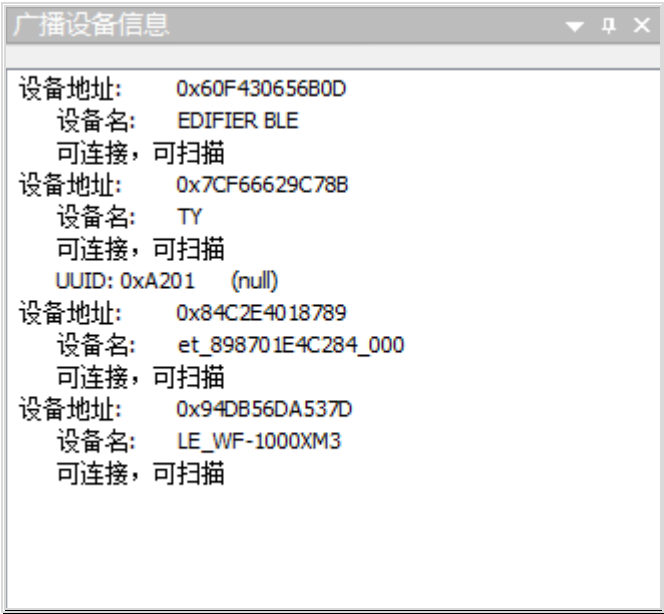 广播设备信息
设备地址: 0x60F430656B0D
设备名: EDIFIER BLE
可连接，可扫描
设备地址: 0x7CF66629C78B
设备名: TY
可连接，可扫描
UUID: 0xA201 (null)
设备地址: 0x84C2E4018789
设备名: et_898701E4C284_000
可连接，可扫描
设备地址: 0x94DB56DA537D
设备名: LE_WF-1000XM3
可连接，可扫描